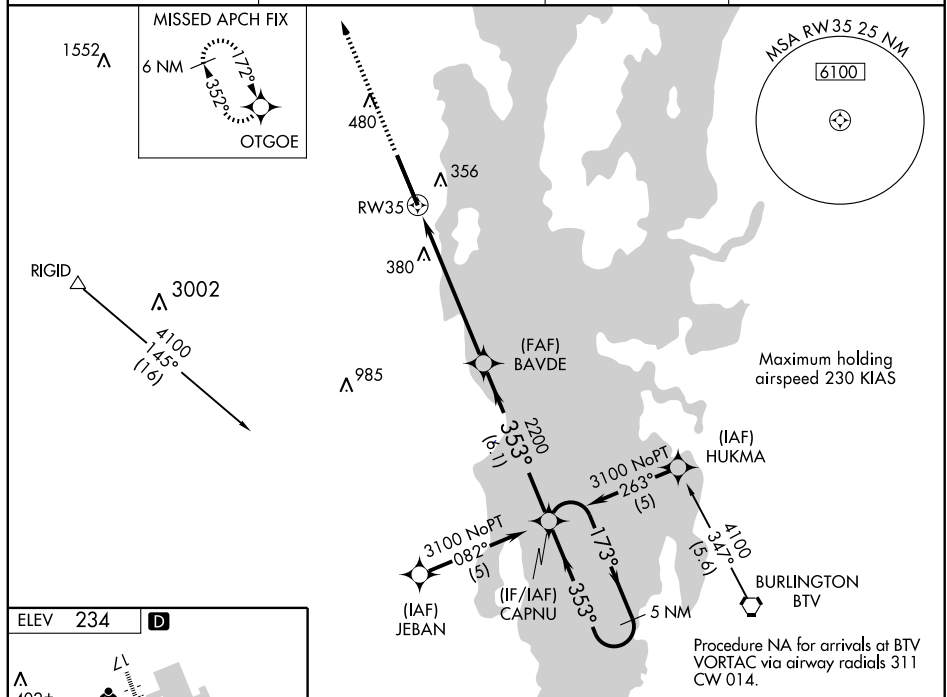 MISSED APCH FIX
6 NM
172°
352°
OTGOE
1552
480
356
RW35
380
MSA RW35 25 NM
6100
RIGID
3002
4100
145°
(16)
985
(FAF)
BAVDE
Maximum holding
airspeed 230 KIAS
2200
353°
(6.1)
(IAF)
HUKMA
3100 NoPT
263°
(5)
3100 NoPT
082°
(5)
173°
353°
4100
347°
(5.6)
(IAF)
JEBAN
(IF/IAF)
CAPNU
5 NM
BURLINGTON
BTV
Procedure NA for arrivals at BTV
VORTAC via airway radials 311
CW 014.
ELEV 234 D
17